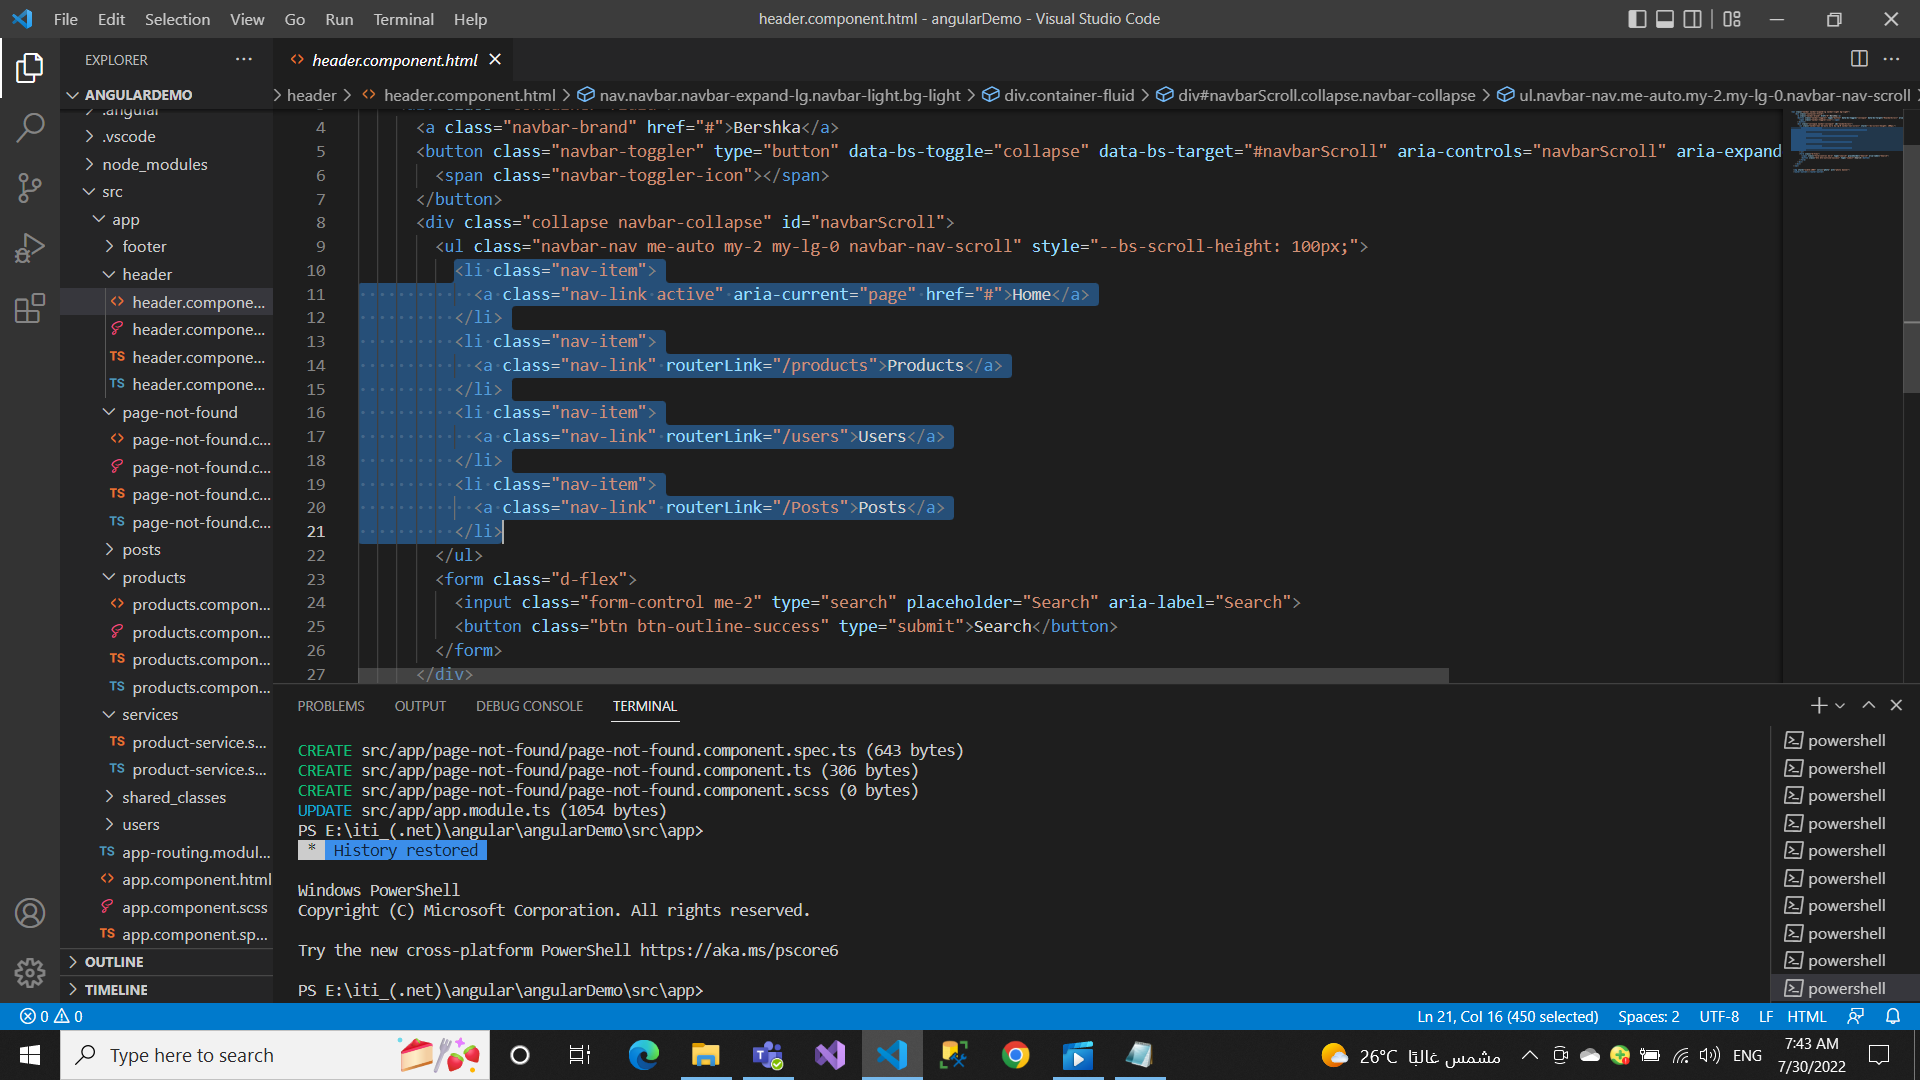 File Edit Selection View Go Run Terminal Help
header.component.html - angularDemo - Visual Studio Code
EXPLORER
ANGULARDEMO
.angular
.vscode
node_modules
src
app
footer
header
header.compone...
header.compone...
header.compone...
header.compone...
page-not-found
page-not-found.c...
page-not-found.c...
page-not-found.c...
page-not-found.c...
posts
products
products.compon...
products.compon...
products.compon...
products.compon...
services
product-service.s...
product-service.s...
shared_classes
users
app-routing.modul...
app.component.html
app.component.scss
app.component.sp...
OUTLINE
TIMELINE
header.component.html
header > header.component.html > nav.navbar.navbar-expand-lg.navbar-light.bg-light > div.container-fluid > div#navbarScroll.collapse.navbar-collapse > ul.navbar-nav.me-auto.my-2.my-lg-0.navbar-nav-scroll
4 <a class="navbar-brand" href="#">Bershka</a>
5 <button class="navbar-toggler" type="button" data-bs-toggle="collapse" data-bs-target="#navbarScroll" aria-controls="navbarScroll" aria-expand
6 <span class="navbar-toggler-icon"></span>
7 </button>
8 <div class="collapse navbar-collapse" id="navbarScroll">
9 <ul class="navbar-nav me-auto my-2 my-lg-0 navbar-nav-scroll" style="--bs-scroll-height: 100px;">
10 <li class="nav-item">
11 <a class="nav-link active" aria-current="page" href="#">Home</a>
12 </li>
13 <li class="nav-item">
14 <a class="nav-link" routerLink="/products">Products</a>
15 </li>
16 <li class="nav-item">
17 <a class="nav-link" routerLink="/users">Users</a>
18 </li>
19 <li class="nav-item">
20 <a class="nav-link" routerLink="/Posts">Posts</a>
21 </li>
22 </ul>
23 <form class="d-flex">
24 <input class="form-control me-2" type="search" placeholder="Search" aria-label="Search">
25 <button class="btn btn-outline-success" type="submit">Search</button>
26 </form>
27 </div>
PROBLEMS OUTPUT DEBUG CONSOLE TERMINAL
CREATE src/app/page-not-found/page-not-found.component.spec.ts (643 bytes)
CREATE src/app/page-not-found/page-not-found.component.ts (306 bytes)
CREATE src/app/page-not-found/page-not-found.component.scss (0 bytes)
UPDATE src/app/app.module.ts (1054 bytes)
PS E:\iti_(.net)\angular\angularDemo\src\app>
* History restored
Windows PowerShell
Copyright (C) Microsoft Corporation. All rights reserved.
Try the new cross-platform PowerShell https://aka.ms/pscore6
PS E:\iti_(.net)\angular\angularDemo\src\app>
powershell
powershell
powershell
powershell
powershell
powershell
powershell
powershell
powershell
powershell
0 0
Ln 21, Col 16 (450 selected) Spaces: 2 UTF-8 LF HTML
Type here to search
26°C مشمس غالبًا
ENG
7:43 AM
7/30/2022